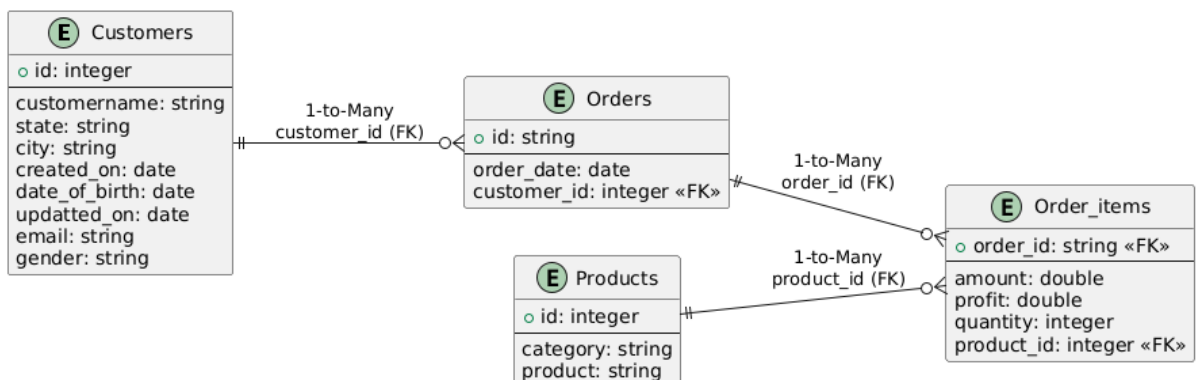 E Customers
id: integer
customername: string
state: string
city: string
created_on: date
date_of_birth: date
updatted_on: date
email: string
gender: string
1-to-Many
customer_id (FK)
E Orders
id: string
order_date: date
customer_id: integer «FK»
1-to-Many
order_id (FK)
E Products
id: integer
category: string
product: string
1-to-Many
product_id (FK)
E Order_items
order_id: string «FK»
amount: double
profit: double
quantity: integer
product_id: integer «FK»